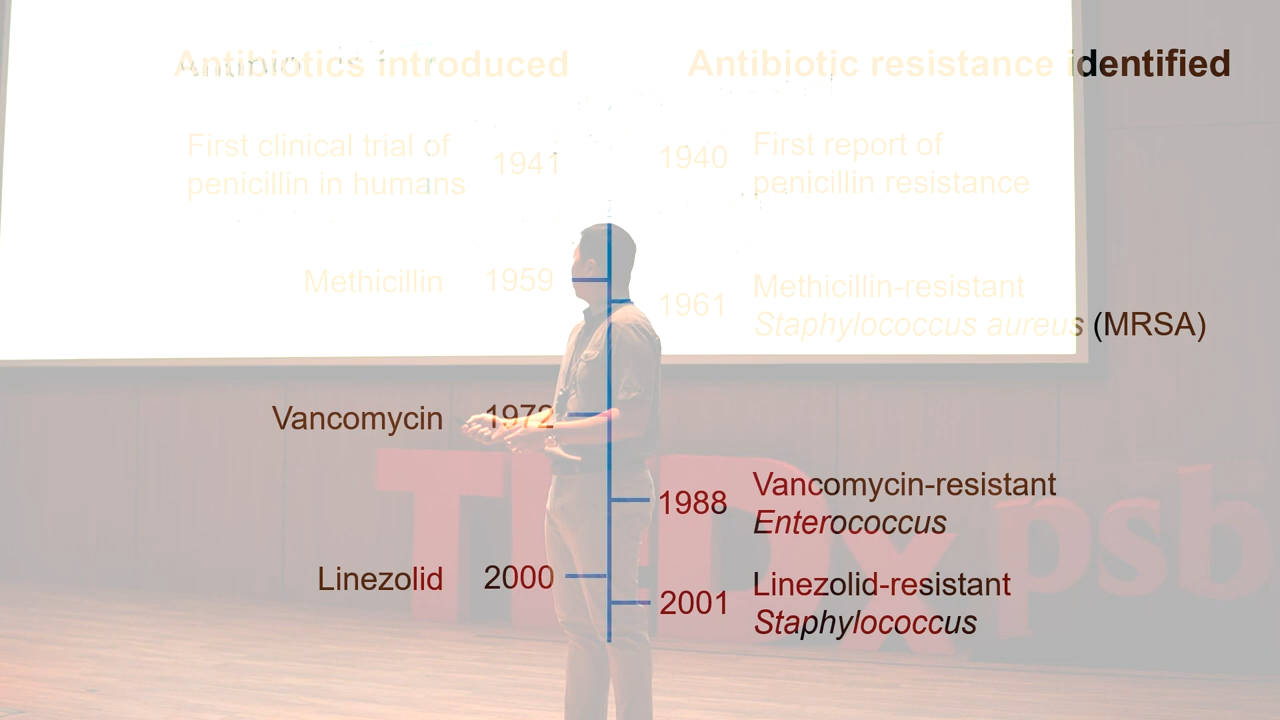 Antibiotics introduced
Antibiotic resistance identified
First clinical trial of
penicillin in humans
1941
1940
First report of
penicillin resistance
Methicillin
1959
1961
Methicillin-resistant
Staphylococcus aureus (MRSA)
Vancomycin
1972
1988
Vancomycin-resistant
Enterococcus
Linezolid
2000
2001
Linezolid-resistant
Staphylococcus
TEDxpsb